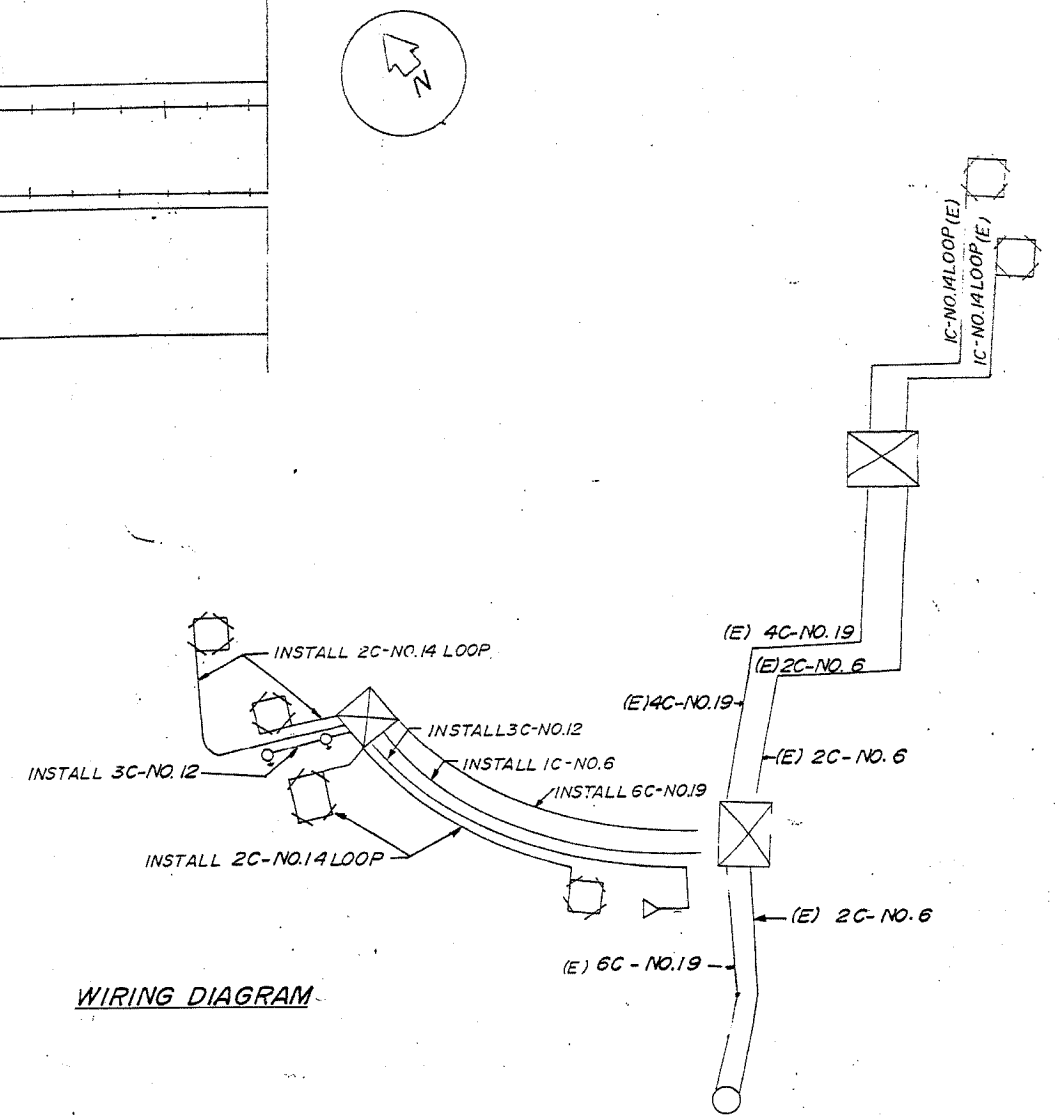 N
1C-NO.14 LOOP (E)
1C-NO.14 LOOP (E)
(E) 4C-NO.19
(E) 2C-NO. 6
(E) 4C-NO.19
(E) 2C-NO. 6
INSTALL 2C-NO.14 LOOP
INSTALL 3C-NO.12
INSTALL 1C-NO.6
INSTALL 6C-NO.19
INSTALL 3C-NO.12
INSTALL 2C-NO.14 LOOP
(E) 2C-NO.6
(E) 6C-NO.19
WIRING DIAGRAM